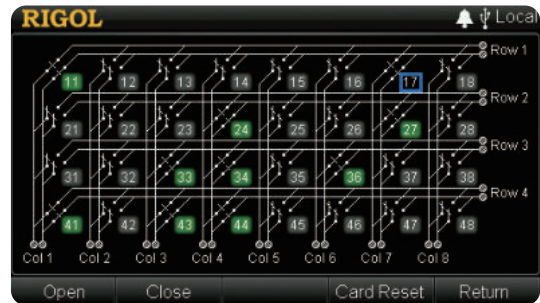 RIGOL Local
Row 1
11 12 13 14 15 16 17 18
Row 2
21 22 23 24 25 26 27 28
Row 3
31 32 33 34 35 36 37 38
Row 4
41 42 43 44 45 46 47 48
Col 1 Col 2 Col 3 Col 4 Col 5 Col 6 Col 7 Col 8
Open Close Card Reset Return